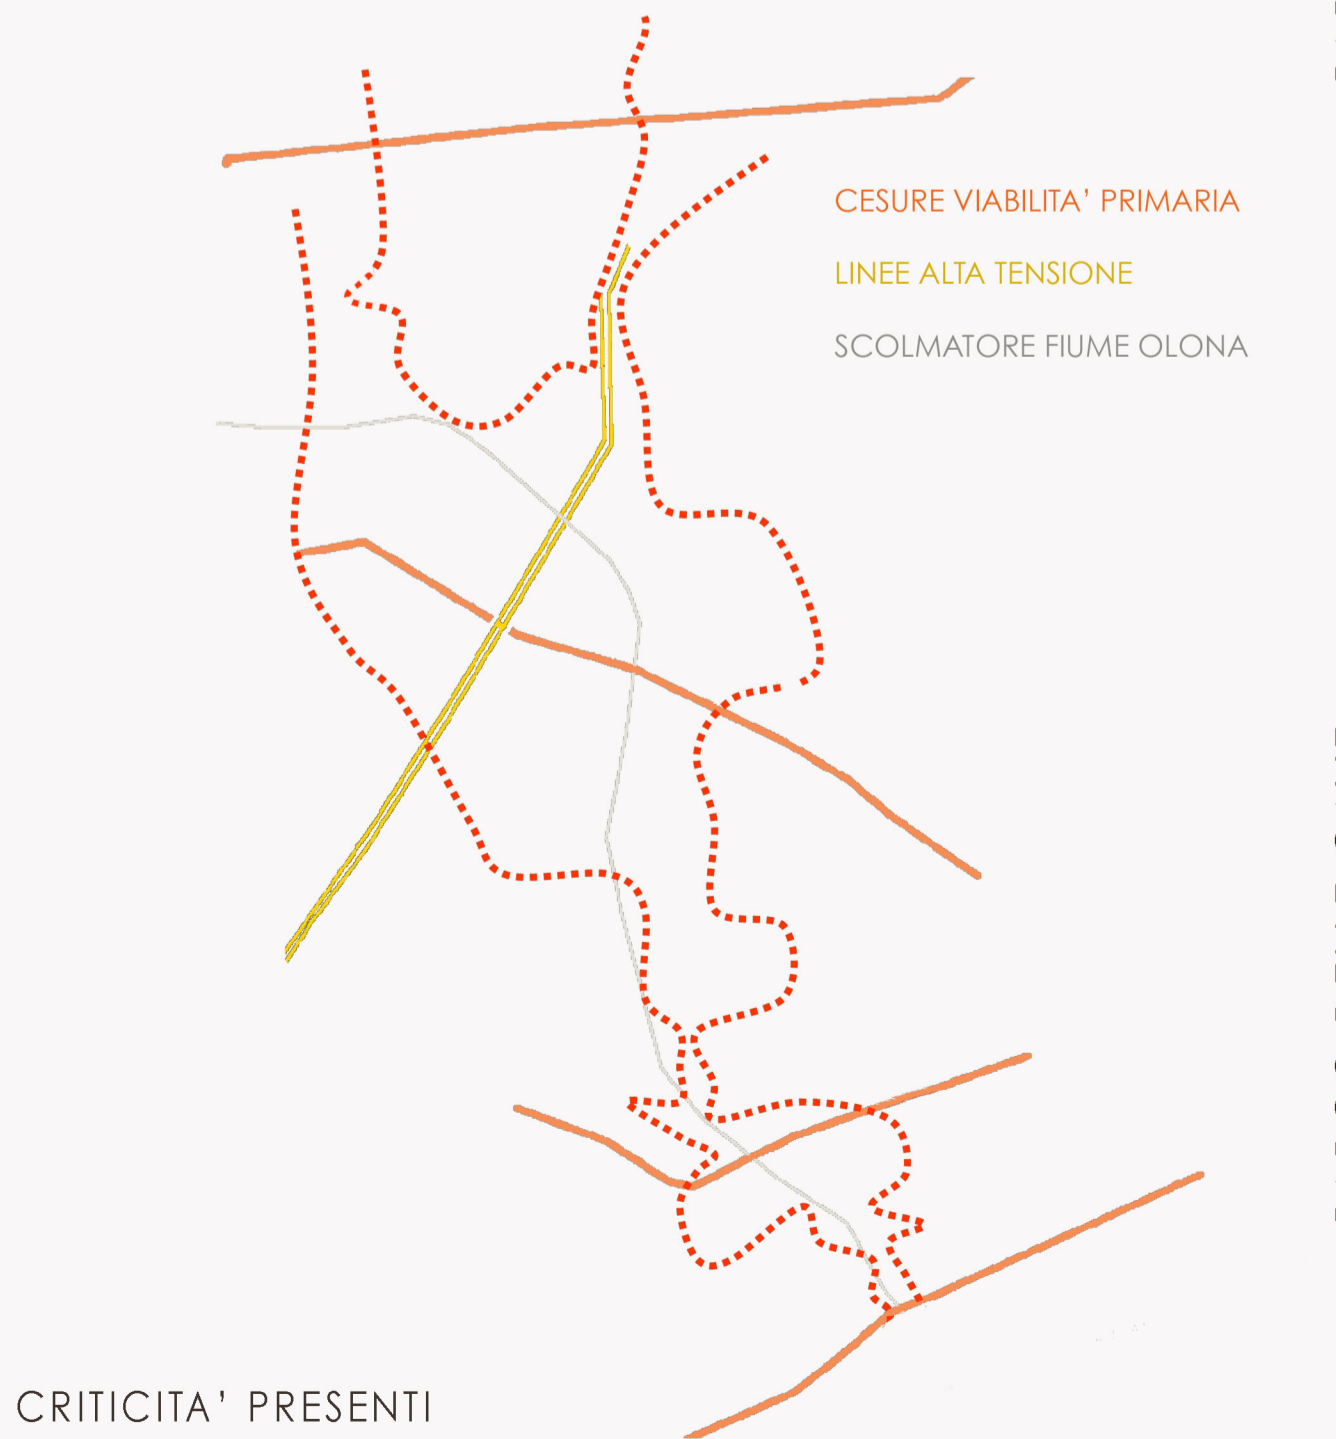 CESURE VIABILITA’ PRIMARIA
LINEE ALTA TENSIONE
SCOLMATORE FIUME OLONA
CRITICITA’ PRESENTI